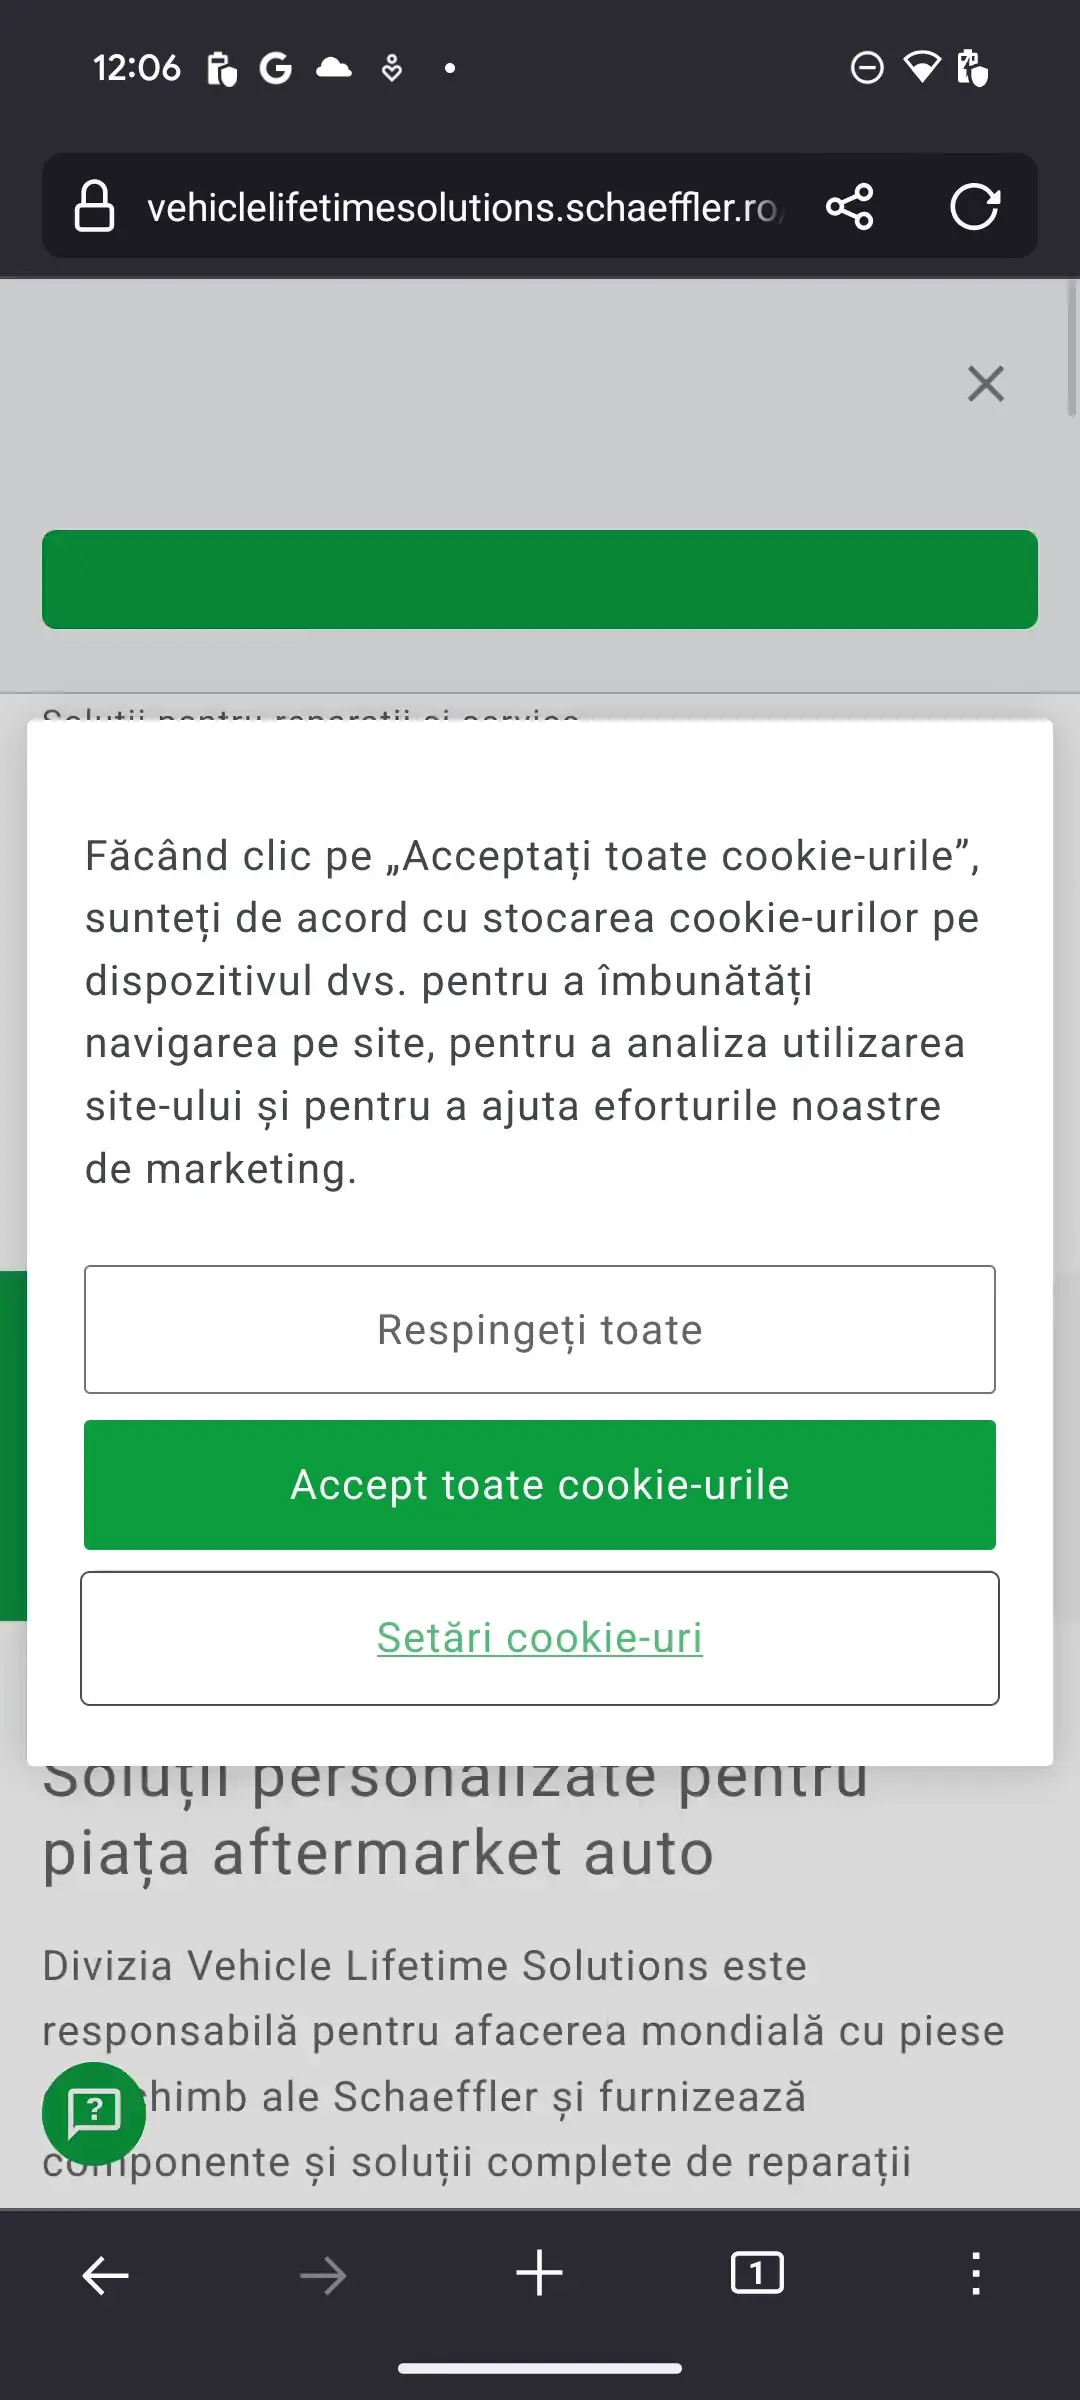 12:06
vehiclelifetimesolutions.schaeffler.ro
Soluții pentru reparații și service
Făcând clic pe „Acceptați toate cookie-urile”,
sunteți de acord cu stocarea cookie-urilor pe
dispozitivul dvs. pentru a îmbunătăți
navigarea pe site, pentru a analiza utilizarea
site-ului și pentru a ajuta eforturile noastre
de marketing.
Respingeți toate
Accept toate cookie-urile
Setări cookie-uri
Soluții personalizate pentru
piața aftermarket auto
Divizia Vehicle Lifetime Solutions este
responsabilă pentru afacerea mondială cu piese
himb ale Schaeffler și furnizează
componente și soluții complete de reparații
1